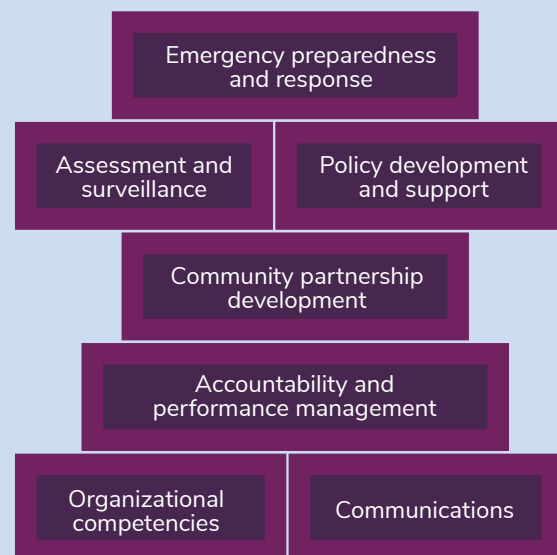 Emergency preparedness
and response
Assessment and
surveillance
Policy development
and support
Community partnership
development
Accountability and
performance management
Organizational
competencies
Communications